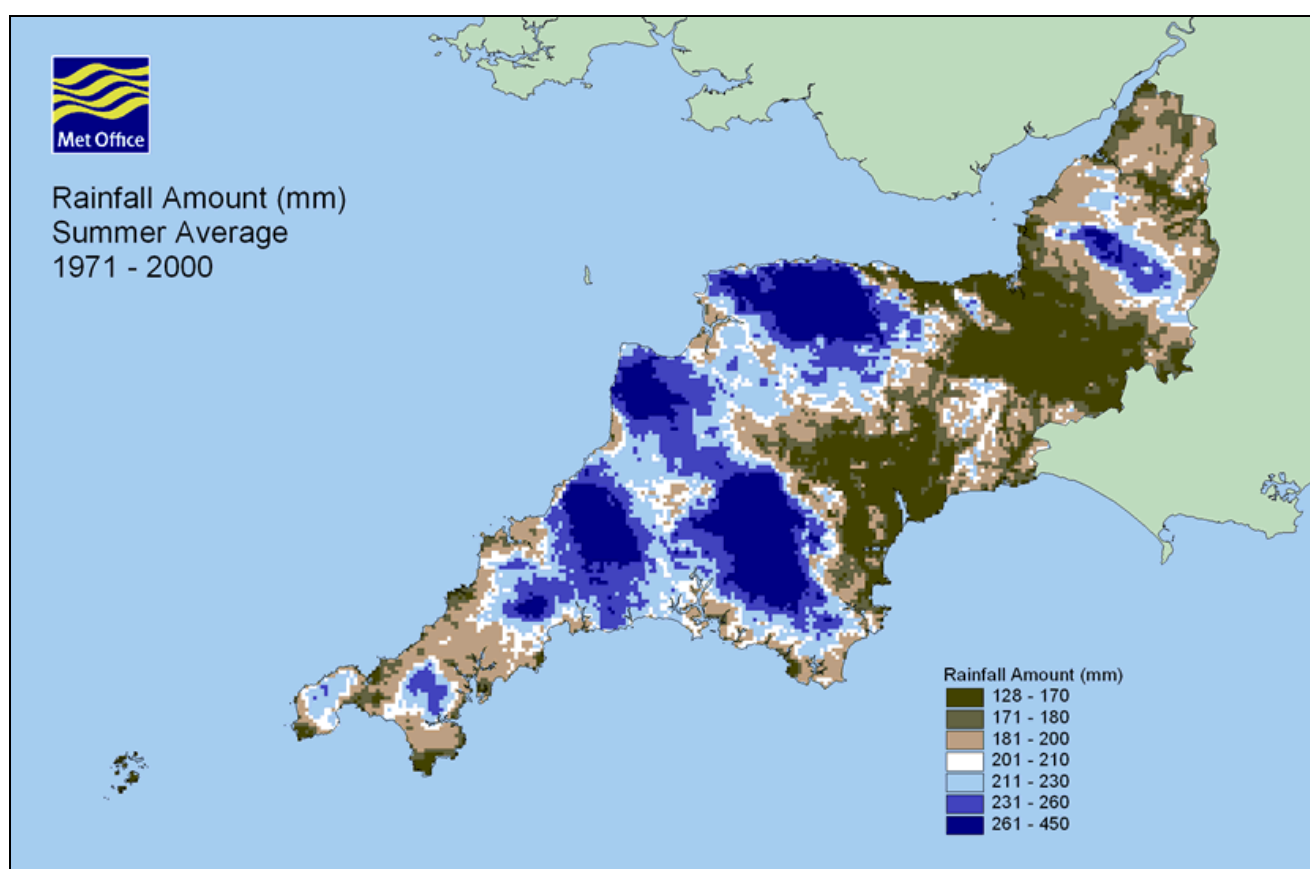 Met Office
Rainfall Amount (mm)
Summer Average
1971 - 2000
Rainfall Amount (mm)
128 - 170
171 - 180
181 - 200
201 - 210
211 - 230
231 - 260
261 - 450